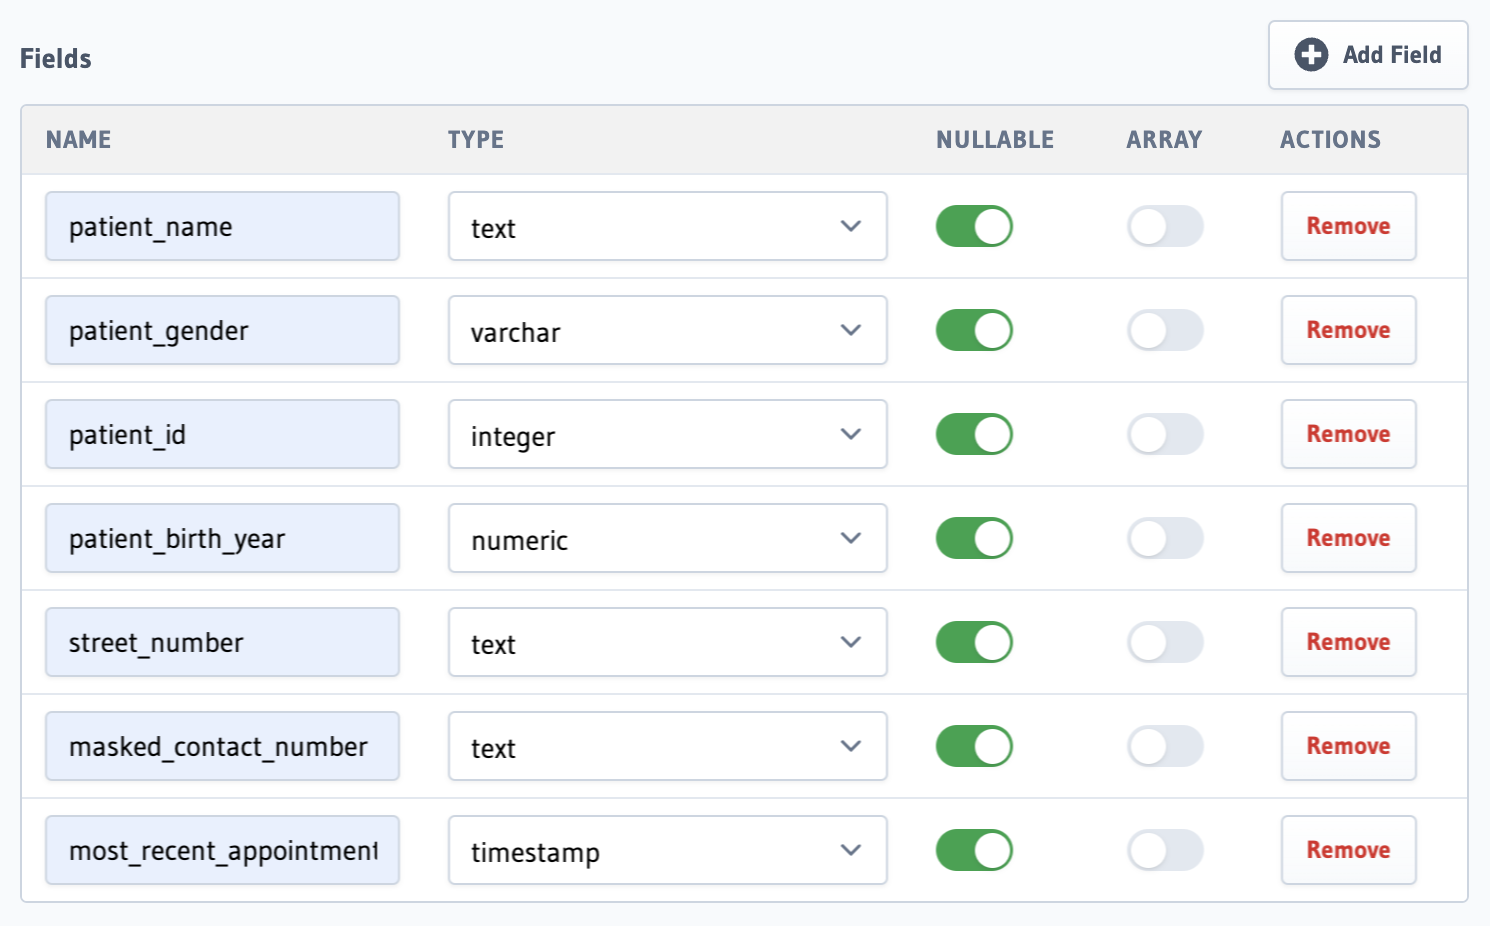 Fields
Add Field
NAME TYPE NULLABLE ARRAY ACTIONS
patient_name text Remove
patient_gender varchar Remove
patient_id integer Remove
patient_birth_year numeric Remove
street_number text Remove
masked_contact_number text Remove
most_recent_appointment timestamp Remove